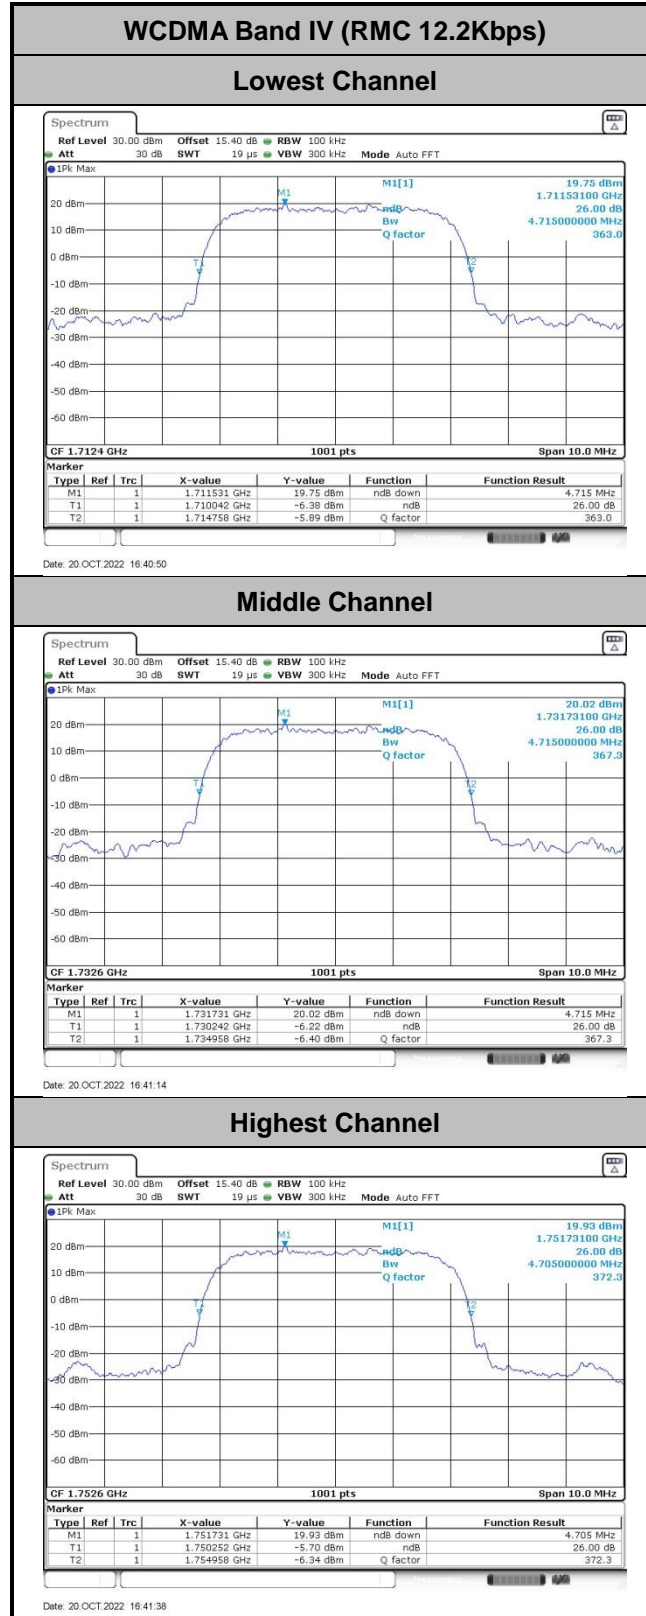 WCDMA Band IV (RMC 12.2Kbps)
Lowest Channel
Spectrum
Ref Level 30.00 dBm Offset 15.40 dB RBW 100 kHz
Att 30 dB SWT 19 µs VBW 300 kHz Mode Auto FFT
1Pk Max
M1[1] 19.75 dBm
1.71153100 GHz
ndB 26.00 dB
Bw 4.715000000 MHz
Q factor 363.0
M1
T1
T2
20 dBm
10 dBm
0 dBm
-10 dBm
-20 dBm
-30 dBm
-40 dBm
-50 dBm
-60 dBm
CF 1.7124 GHz 1001 pts Span 10.0 MHz
Marker
Type Ref Trc X-value Y-value Function Function Result
M1 1 1.711531 GHz 19.75 dBm ndB down 4.715 MHz
T1 1 1.710042 GHz -6.38 dBm ndB 26.00 dB
T2 1 1.714758 GHz -5.89 dBm Q factor 363.0
Date: 20.OCT.2022 16:40:50
Middle Channel
Spectrum
Ref Level 30.00 dBm Offset 15.40 dB RBW 100 kHz
Att 30 dB SWT 19 µs VBW 300 kHz Mode Auto FFT
1Pk Max
M1[1] 20.02 dBm
1.73173100 GHz
ndB 26.00 dB
Bw 4.715000000 MHz
Q factor 367.3
M1
T1
T2
20 dBm
10 dBm
0 dBm
-10 dBm
-20 dBm
-30 dBm
-40 dBm
-50 dBm
-60 dBm
CF 1.7326 GHz 1001 pts Span 10.0 MHz
Marker
Type Ref Trc X-value Y-value Function Function Result
M1 1 1.731731 GHz 20.02 dBm ndB down 4.715 MHz
T1 1 1.730242 GHz -6.22 dBm ndB 26.00 dB
T2 1 1.734958 GHz -6.40 dBm Q factor 367.3
Date: 20.OCT.2022 16:41:14
Highest Channel
Spectrum
Ref Level 30.00 dBm Offset 15.40 dB RBW 100 kHz
Att 30 dB SWT 19 µs VBW 300 kHz Mode Auto FFT
1Pk Max
M1[1] 19.93 dBm
1.75173100 GHz
ndB 26.00 dB
Bw 4.705000000 MHz
Q factor 372.3
M1
T1
T2
20 dBm
10 dBm
0 dBm
-10 dBm
-20 dBm
-30 dBm
-40 dBm
-50 dBm
-60 dBm
CF 1.7526 GHz 1001 pts Span 10.0 MHz
Marker
Type Ref Trc X-value Y-value Function Function Result
M1 1 1.751731 GHz 19.93 dBm ndB down 4.705 MHz
T1 1 1.750252 GHz -5.70 dBm ndB 26.00 dB
T2 1 1.754958 GHz -6.34 dBm Q factor 372.3
Date: 20.OCT.2022 16:41:38